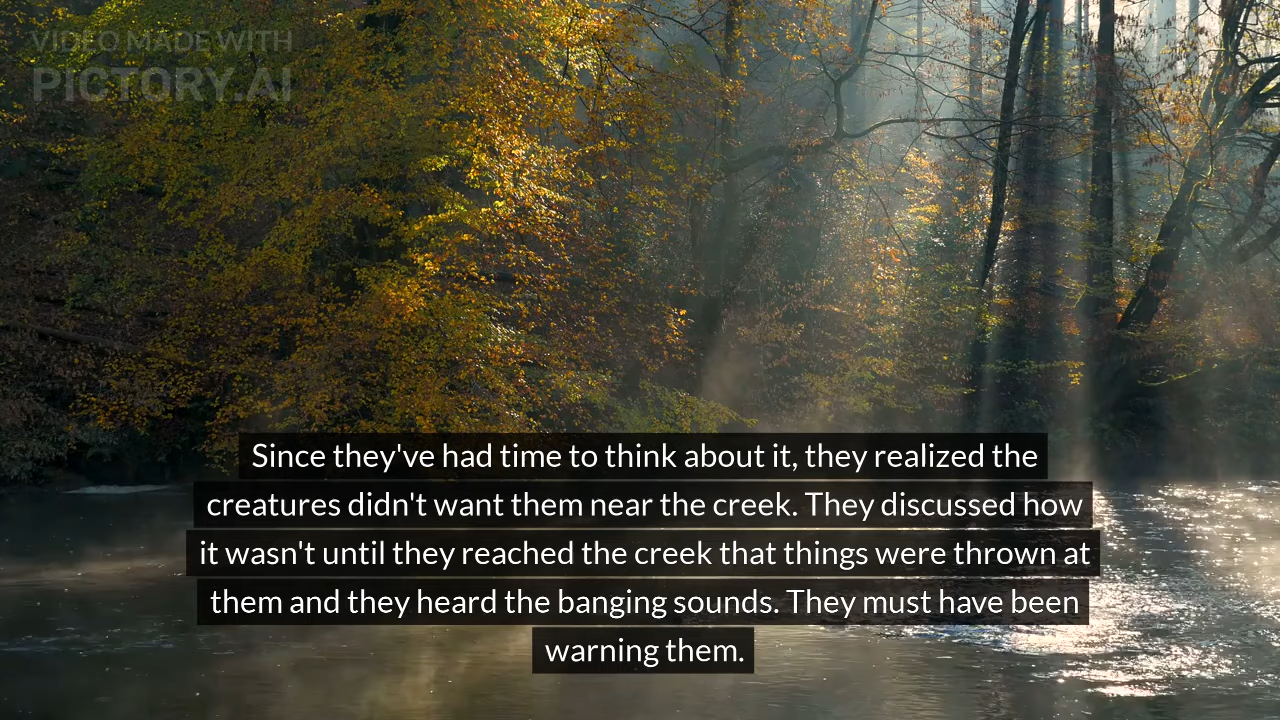 VIDEO MADE WITH
PICTORY.AI
Since they've had time to think about it, they realized the
creatures didn't want them near the creek. They discussed how
it wasn't until they reached the creek that things were thrown at
them and they heard the banging sounds. They must have been
warning them.